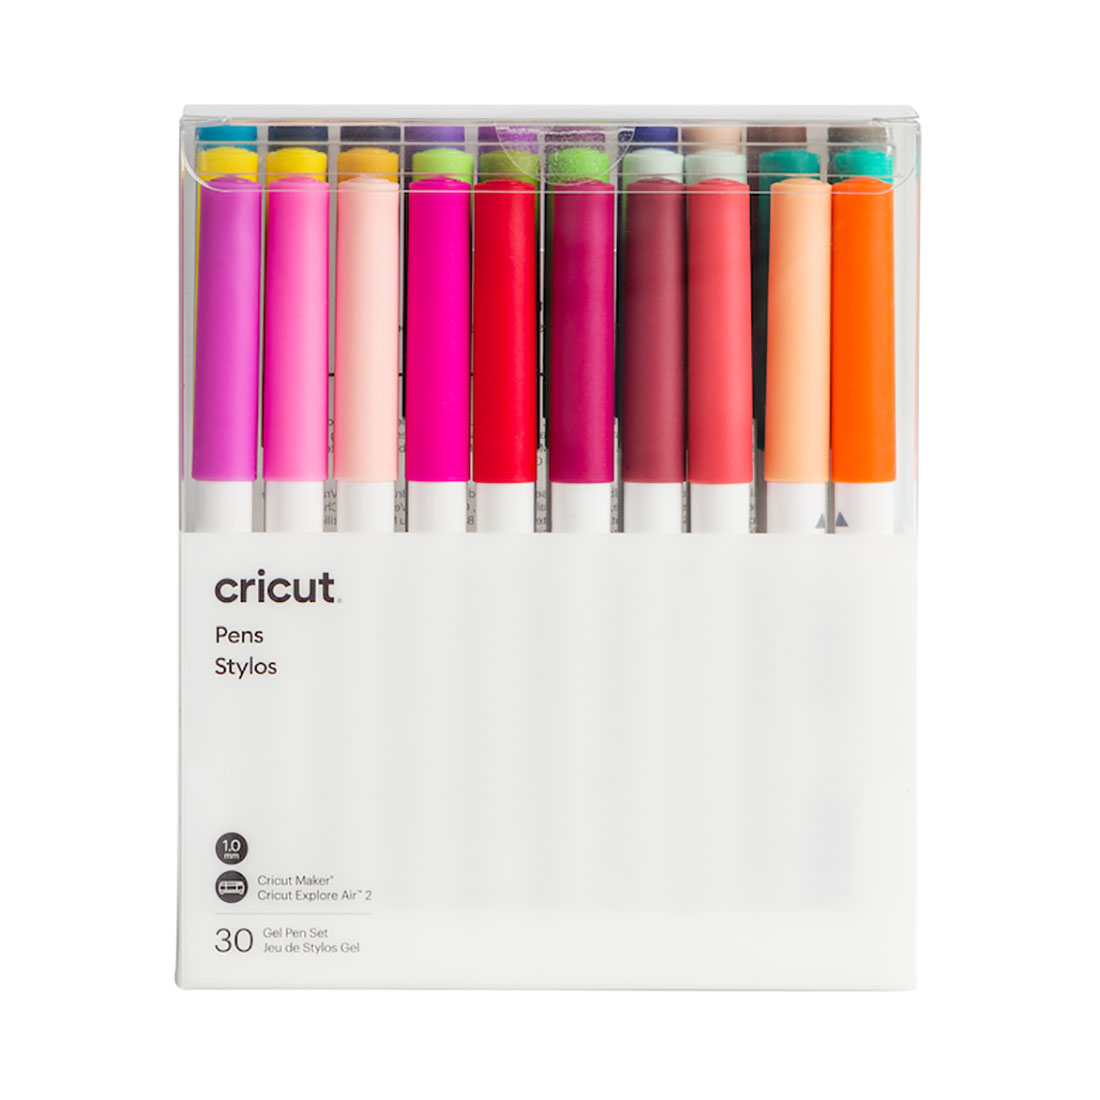 cricut
Pens
Stylos
1.0
mm
Cricut Maker®
Cricut Explore Air™ 2
30 Gel Pen Set
Jeu de Stylos Gel